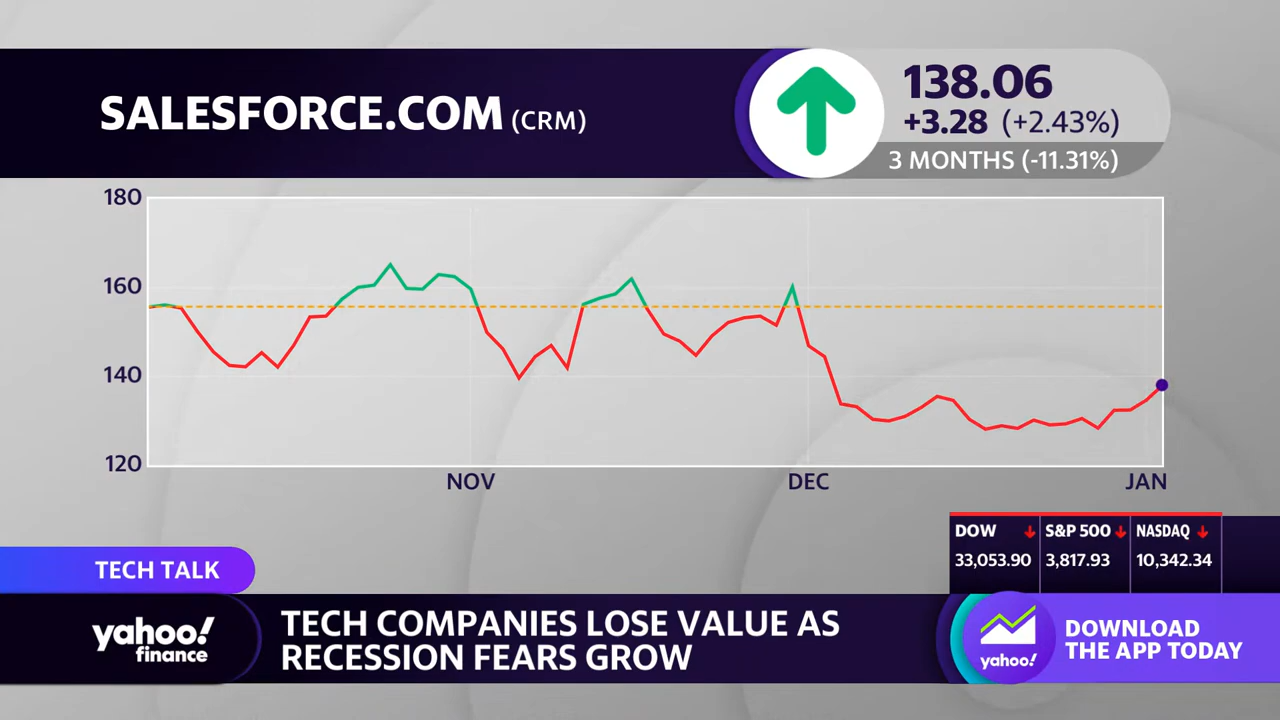 SALESFORCE.COM (CRM)
138.06
+3.28 (+2.43%)
3 MONTHS (-11.31%)
180
160
140
120
NOV DEC JAN
DOW S&P 500 NASDAQ
33,053.90 3,817.93 10,342.34
TECH TALK
yahoo!
finance
TECH COMPANIES LOSE VALUE AS
RECESSION FEARS GROW
yahoo!
DOWNLOAD
THE APP TODAY